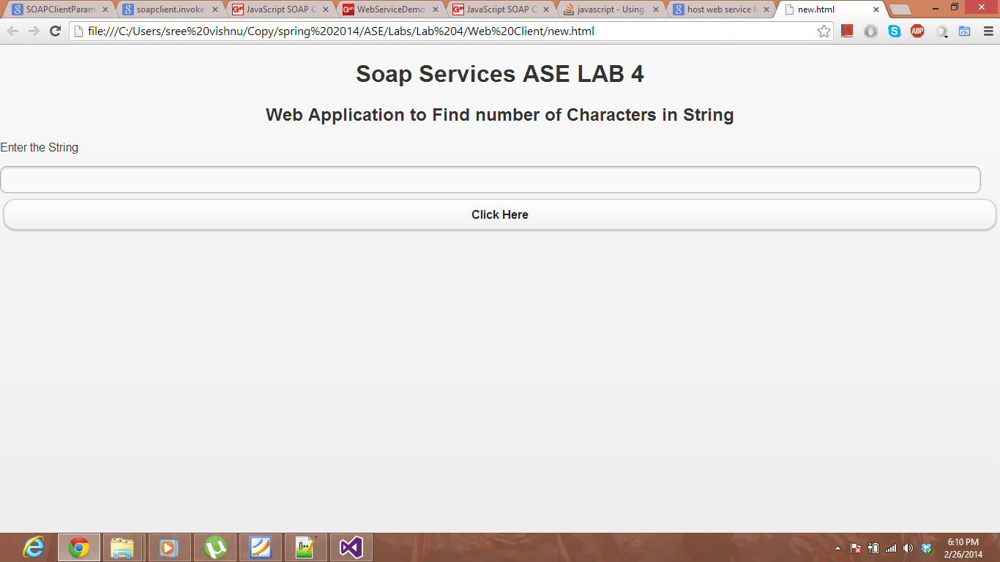 SOAPClientParam
soapclient.invoke
JavaScript SOAP C
WebServiceDemo
JavaScript SOAP C
javascript - Using
host web service lo
new.html
file:///C:/Users/sree%20vishnu/Copy/spring%202014/ASE/Labs/Lab%204/Web%20Client/new.html
ABP
Soap Services ASE LAB 4
Web Application to Find number of Characters in String
Enter the String
Click Here
6:10 PM
2/26/2014